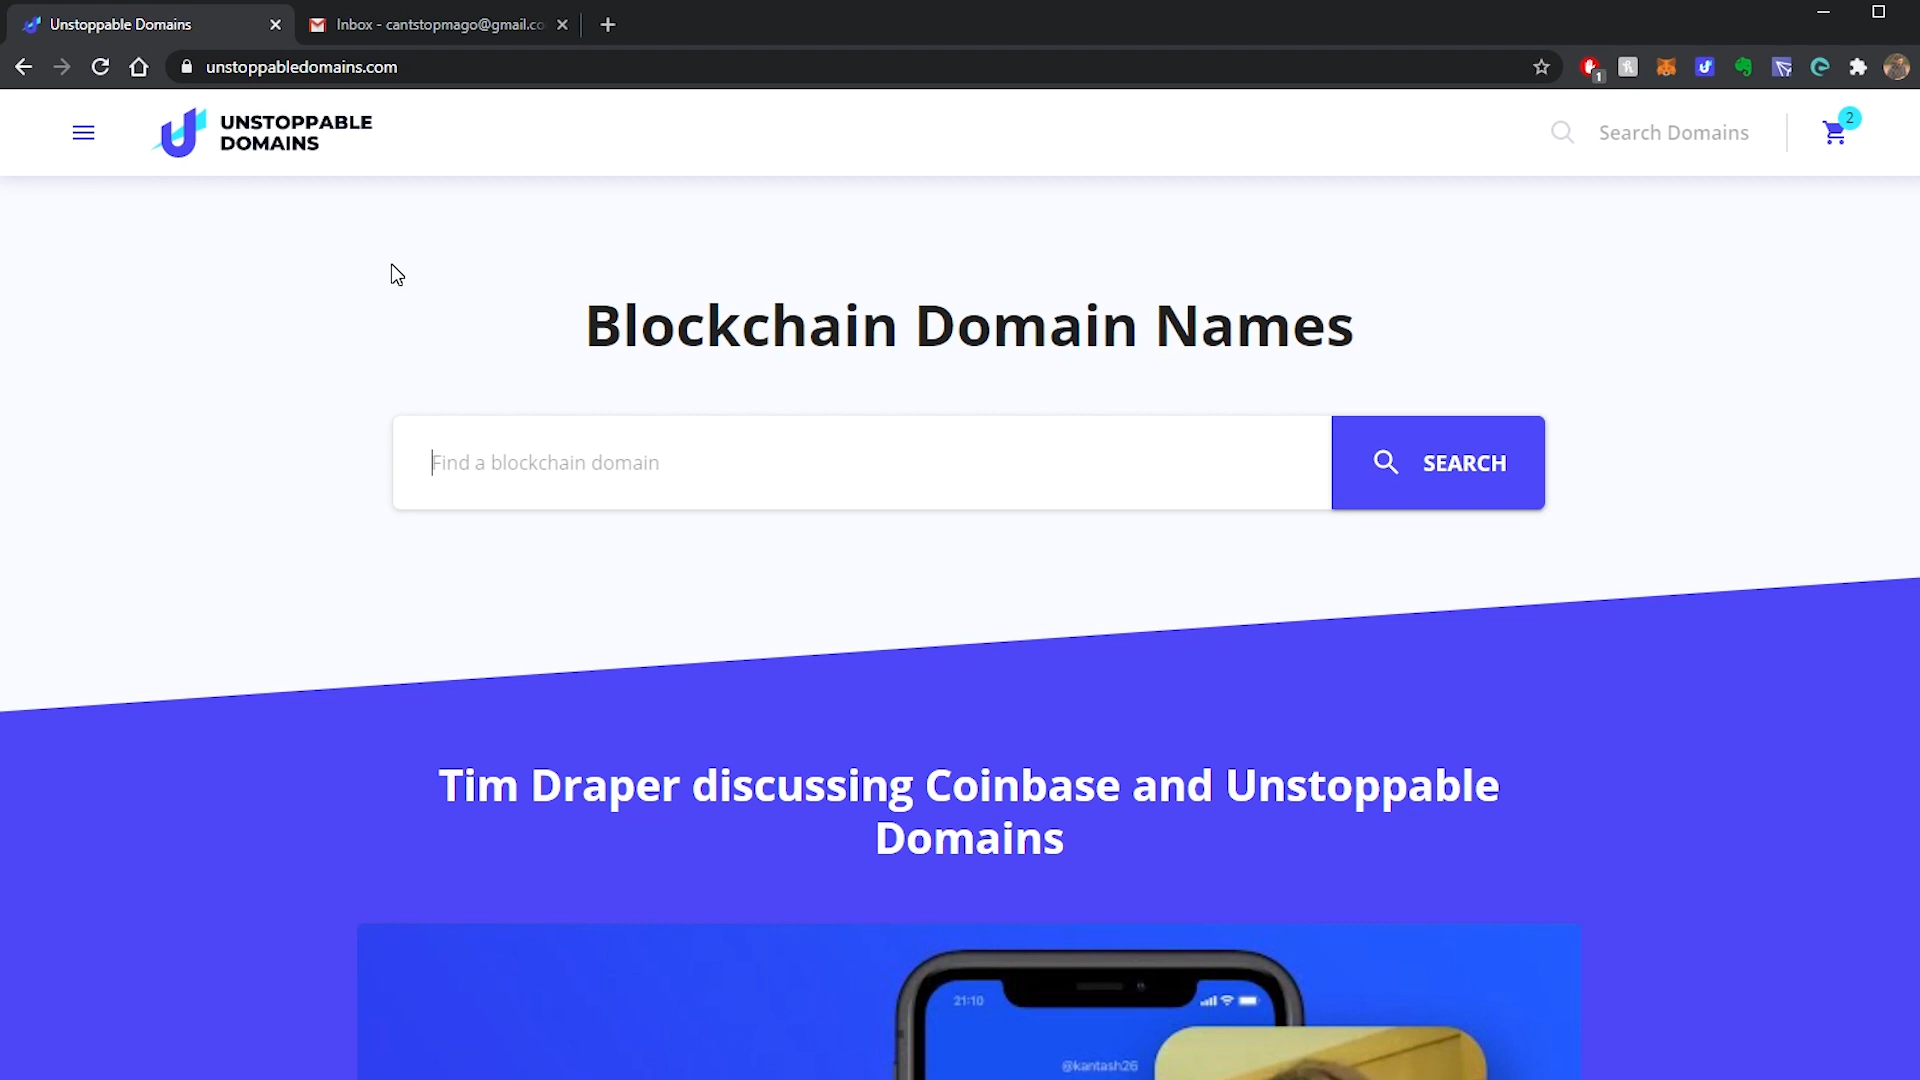 Unstoppable Domains
Inbox - cantstopmago@gmail.co
unstoppabledomains.com
1
UNSTOPPABLE
DOMAINS
Search Domains
2
Blockchain Domain Names
Find a blockchain domain
SEARCH
Tim Draper discussing Coinbase and Unstoppable
Domains
21:10
@kantash26